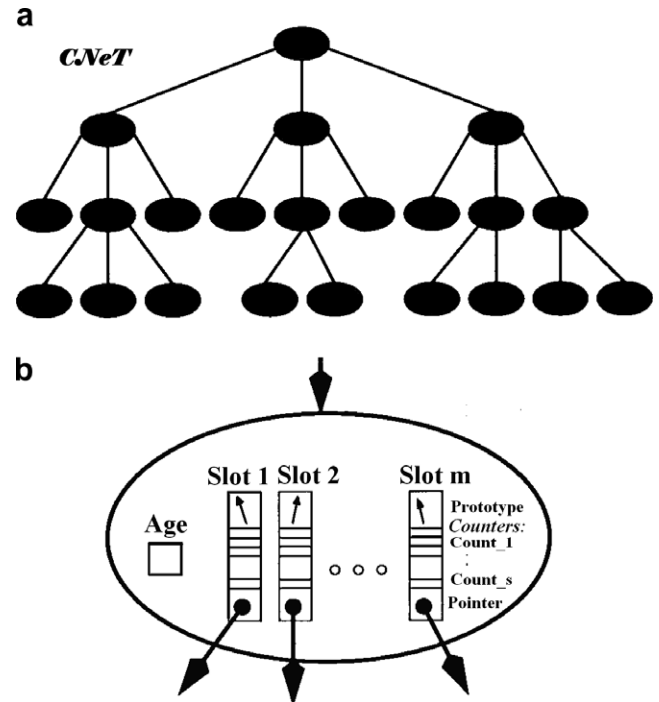 a
CNeT
b
Slot 1 Slot 2 Slot m
Age
Prototype
Counters:
Count_1
:
Count_s
Pointer